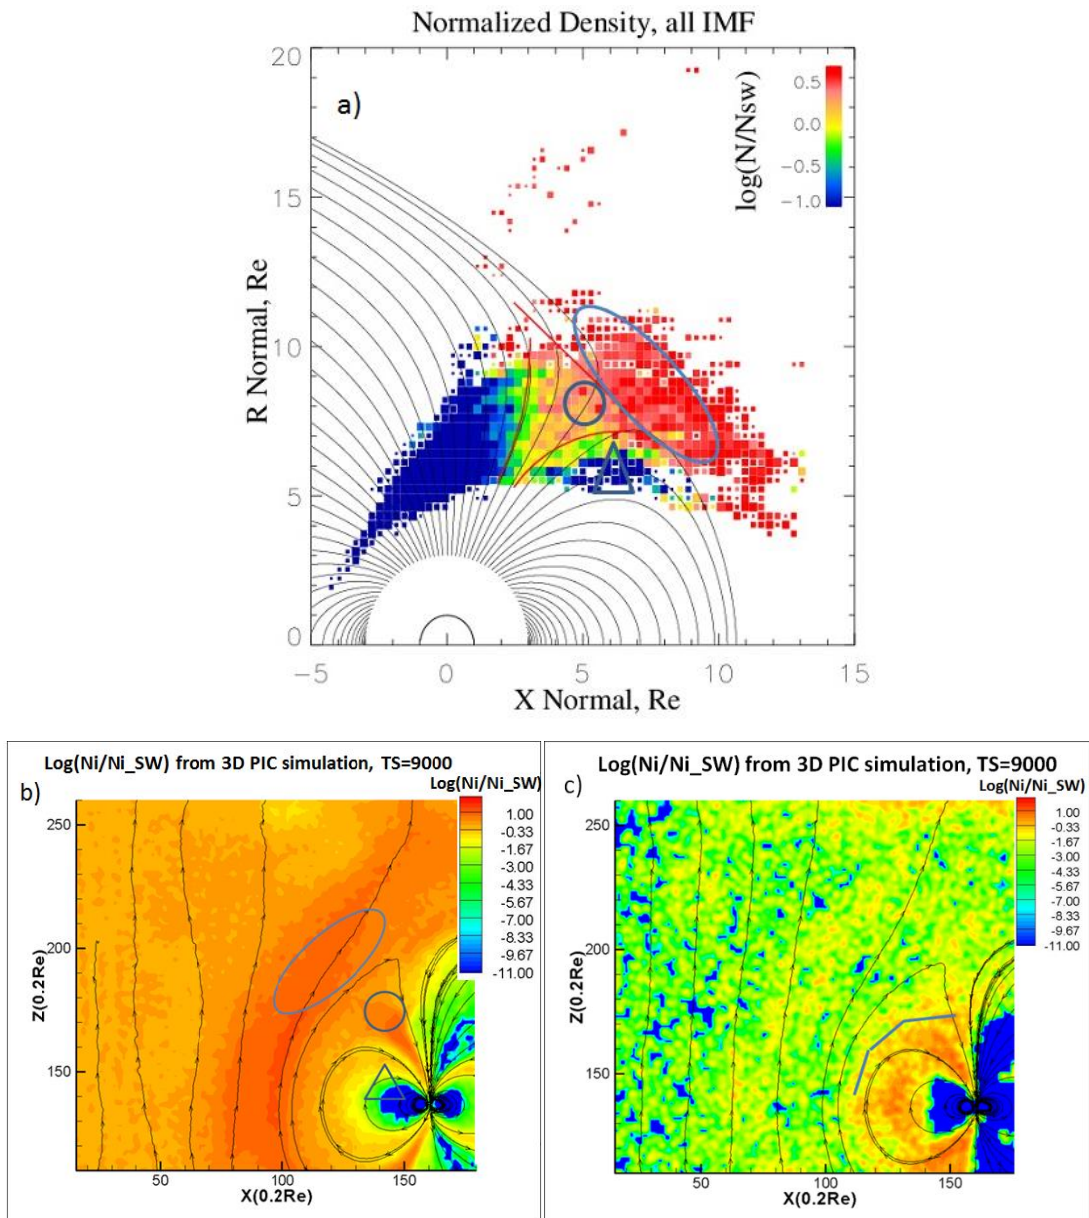 Normalized Density, all IMF
a)
log(N/Nsw)
0.5
0.0
−0.5
−1.0
R Normal, Re
20
15
10
5
0
−5 0 5 10 15
X Normal, Re
Log(Ni/Ni_SW) from 3D PIC simulation, TS=9000
b)
Log(Ni/Ni_SW)
1.00
-0.33
-1.67
-3.00
-4.33
-5.67
-7.00
-8.33
-9.67
-11.00
Z(0.2Re)
250
200
150
50 100 150
X(0.2Re)
Log(Ni/Ni_SW) from 3D PIC simulation, TS=9000
c)
Log(Ni/Ni_SW)
1.00
-0.33
-1.67
-3.00
-4.33
-5.67
-7.00
-8.33
-9.67
-11.00
Z(0.2Re)
250
200
150
50 100 150
X(0.2Re)